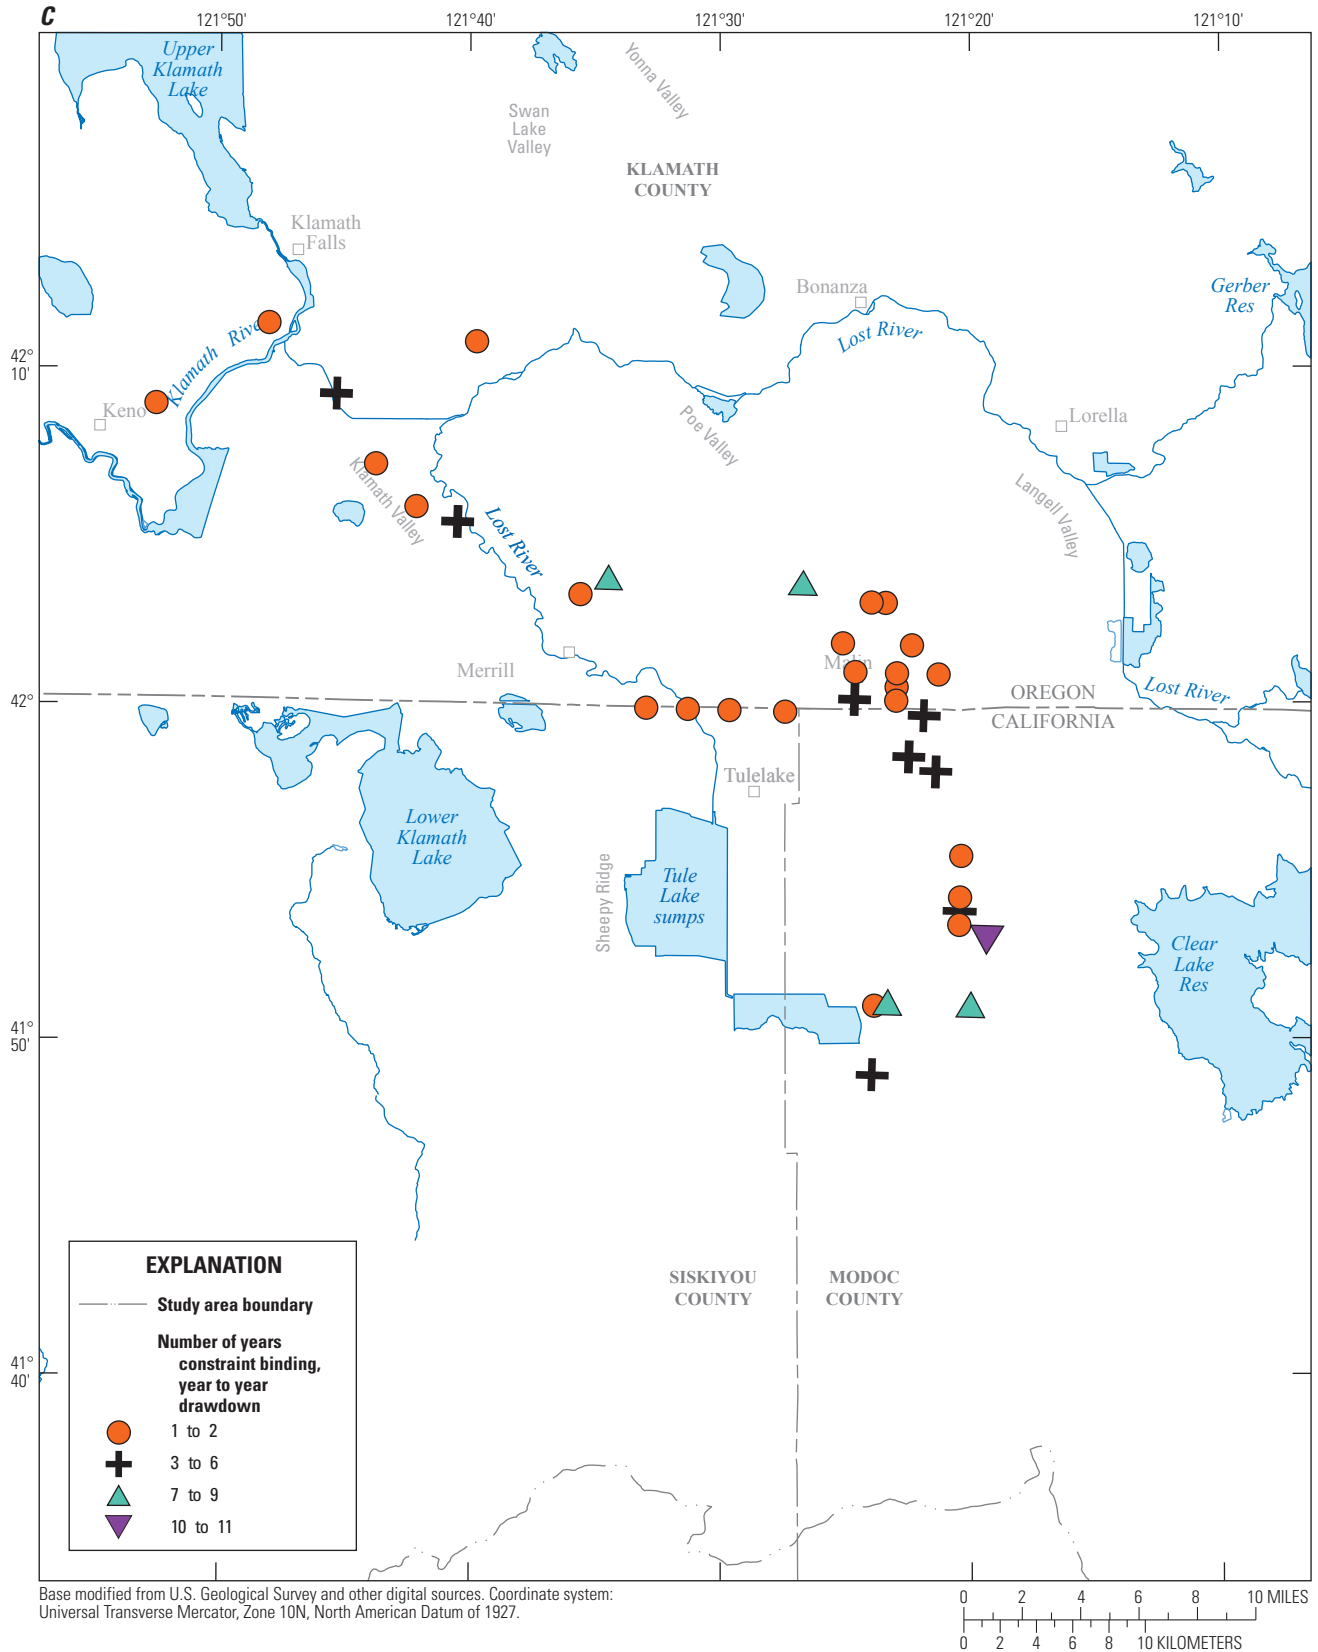 C
121°50'
121°40'
121°30'
121°20'
121°10'
Upper
Klamath
Lake
Yonna Valley
Swan
Lake
Valley
KLAMATH
COUNTY
Klamath
Falls
Gerber
Res
Bonanza
Lost River
Klamath River
42°
10'
Keno
Poe Valley
Lorella
Klamath Valley
Langell Valley
Lost River
Merrill
Malin
Lost River
42°
OREGON
CALIFORNIA
Tulelake
Lower
Klamath
Lake
Sheepy Ridge
Tule
Lake
sumps
Clear
Lake
Res
41°
50'
SISKIYOU
COUNTY
MODOC
COUNTY
41°
40'
EXPLANATION
Study area boundary
Number of years
constraint binding,
year to year
drawdown
1 to 2
3 to 6
7 to 9
10 to 11
Base modified from U.S. Geological Survey and other digital sources. Coordinate system:
Universal Transverse Mercator, Zone 10N, North American Datum of 1927.
0 2 4 6 8 10 MILES
0 2 4 6 8 10 KILOMETERS